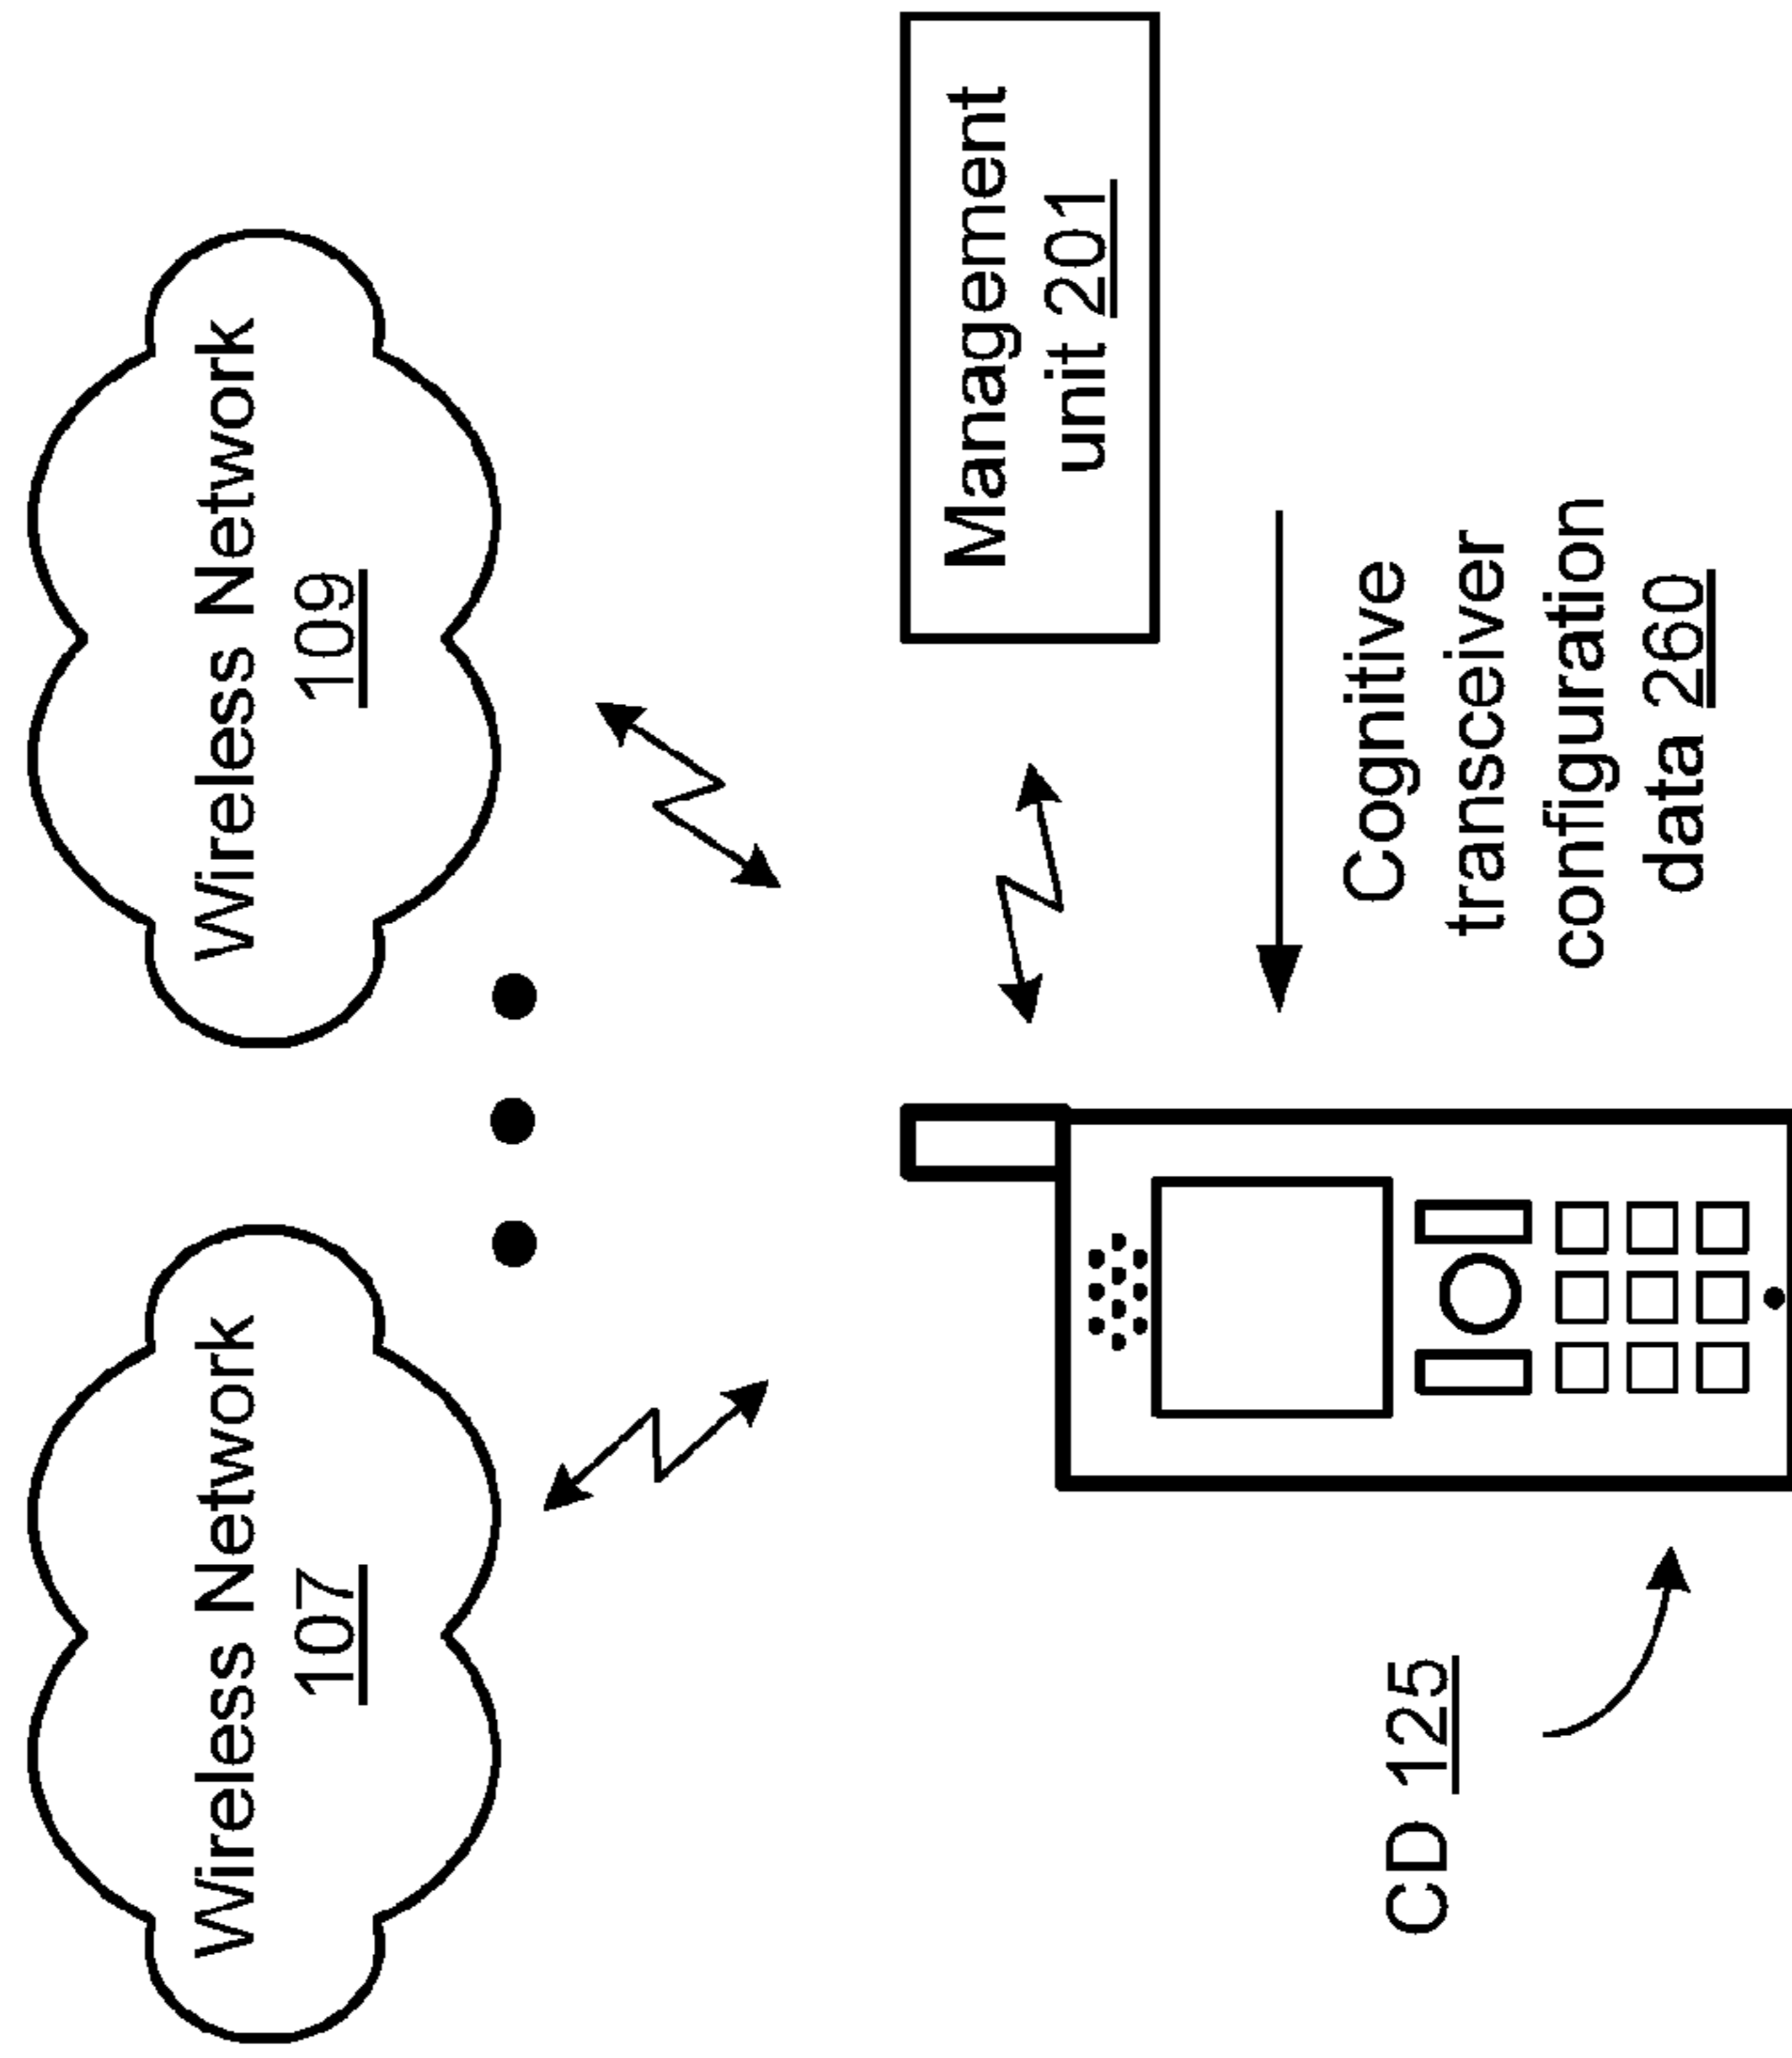 Wireless Network
107
Wireless Network
109
Management
unit 201
Cognitive
transceiver
configuration
data 260
CD 125